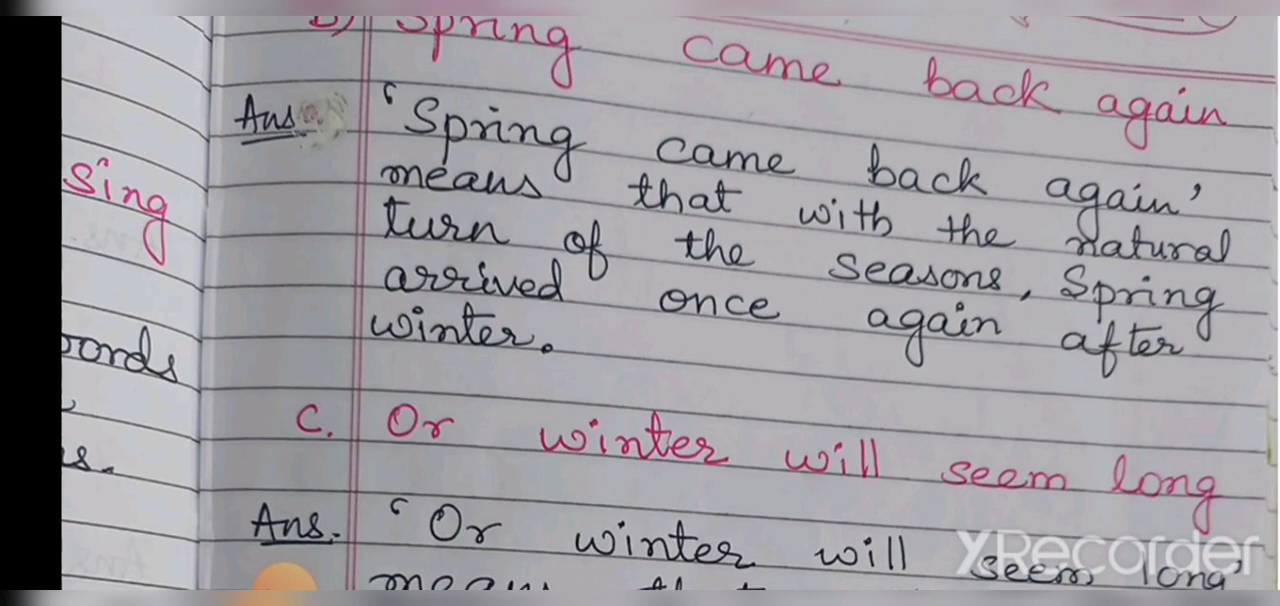 B) Spring came back again
Ans. 'Spring came back again'
means that with the natural
turn of the seasons, Spring
arrived once again after
winter.
C. Or winter will seem long
Ans. 'Or winter will seem long'
sing
s.
XRecorder